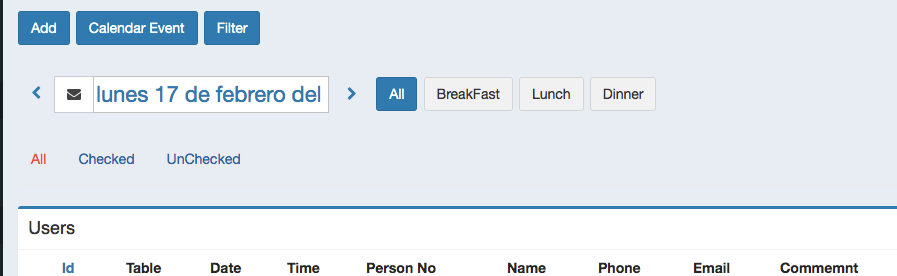 Add Calendar Event Filter
lunes 17 de febrero del All BreakFast Lunch Dinner
All Checked UnChecked
Users
Id Table Date Time Person No Name Phone Email Commemnt